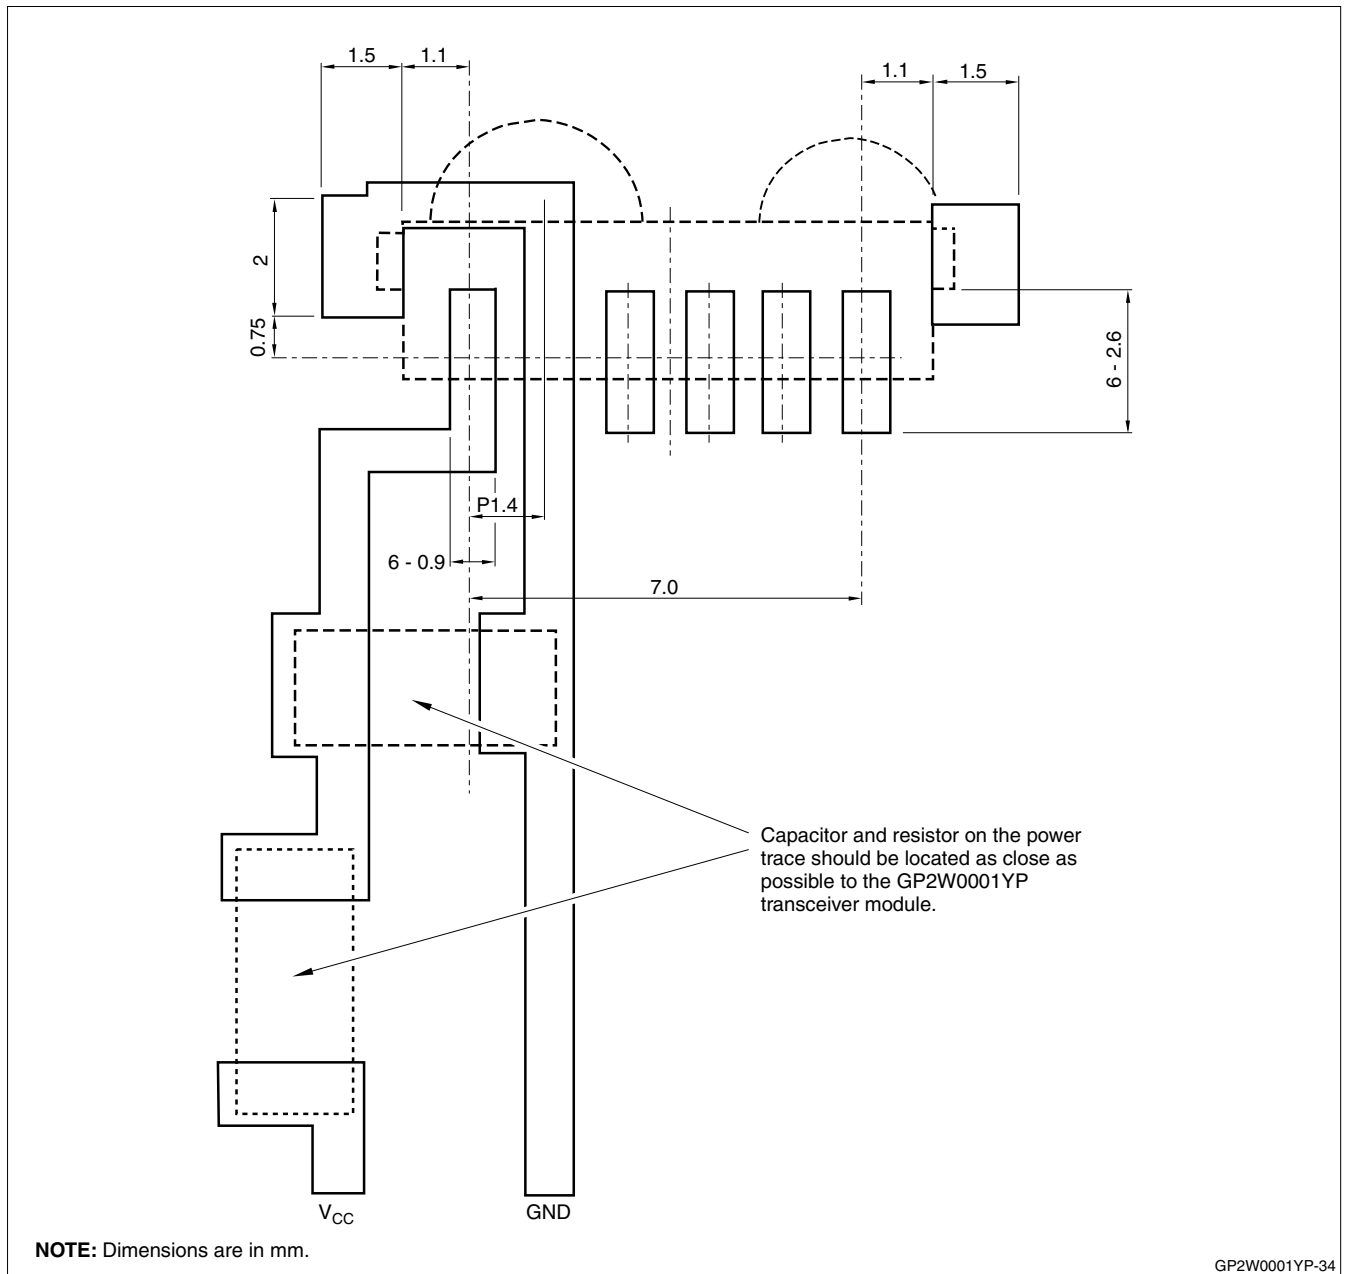 1.5
1.1
1.1
1.5
2
0.75
6 - 2.6
P1.4
6 - 0.9
7.0
Capacitor and resistor on the power
trace should be located as close as
possible to the GP2W0001YP
transceiver module.
VCC
GND
NOTE: Dimensions are in mm.
GP2W0001YP-34